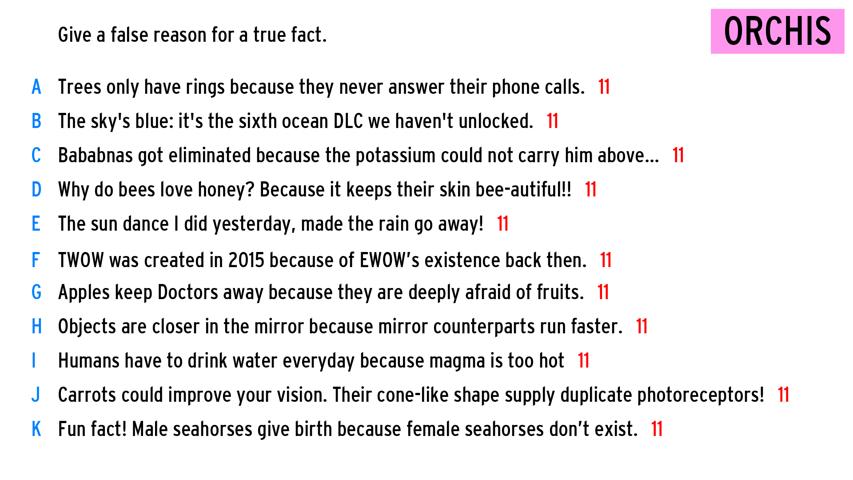 Give a false reason for a true fact.
ORCHIS
A Trees only have rings because they never answer their phone calls. 11
B The sky's blue: it's the sixth ocean DLC we haven't unlocked. 11
C Bababnas got eliminated because the potassium could not carry him above... 11
D Why do bees love honey? Because it keeps their skin bee-autiful!! 11
E The sun dance I did yesterday, made the rain go away! 11
F TWOW was created in 2015 because of EWOW’s existence back then. 11
G Apples keep Doctors away because they are deeply afraid of fruits. 11
H Objects are closer in the mirror because mirror counterparts run faster. 11
I Humans have to drink water everyday because magma is too hot 11
J Carrots could improve your vision. Their cone-like shape supply duplicate photoreceptors! 11
K Fun fact! Male seahorses give birth because female seahorses don’t exist. 11